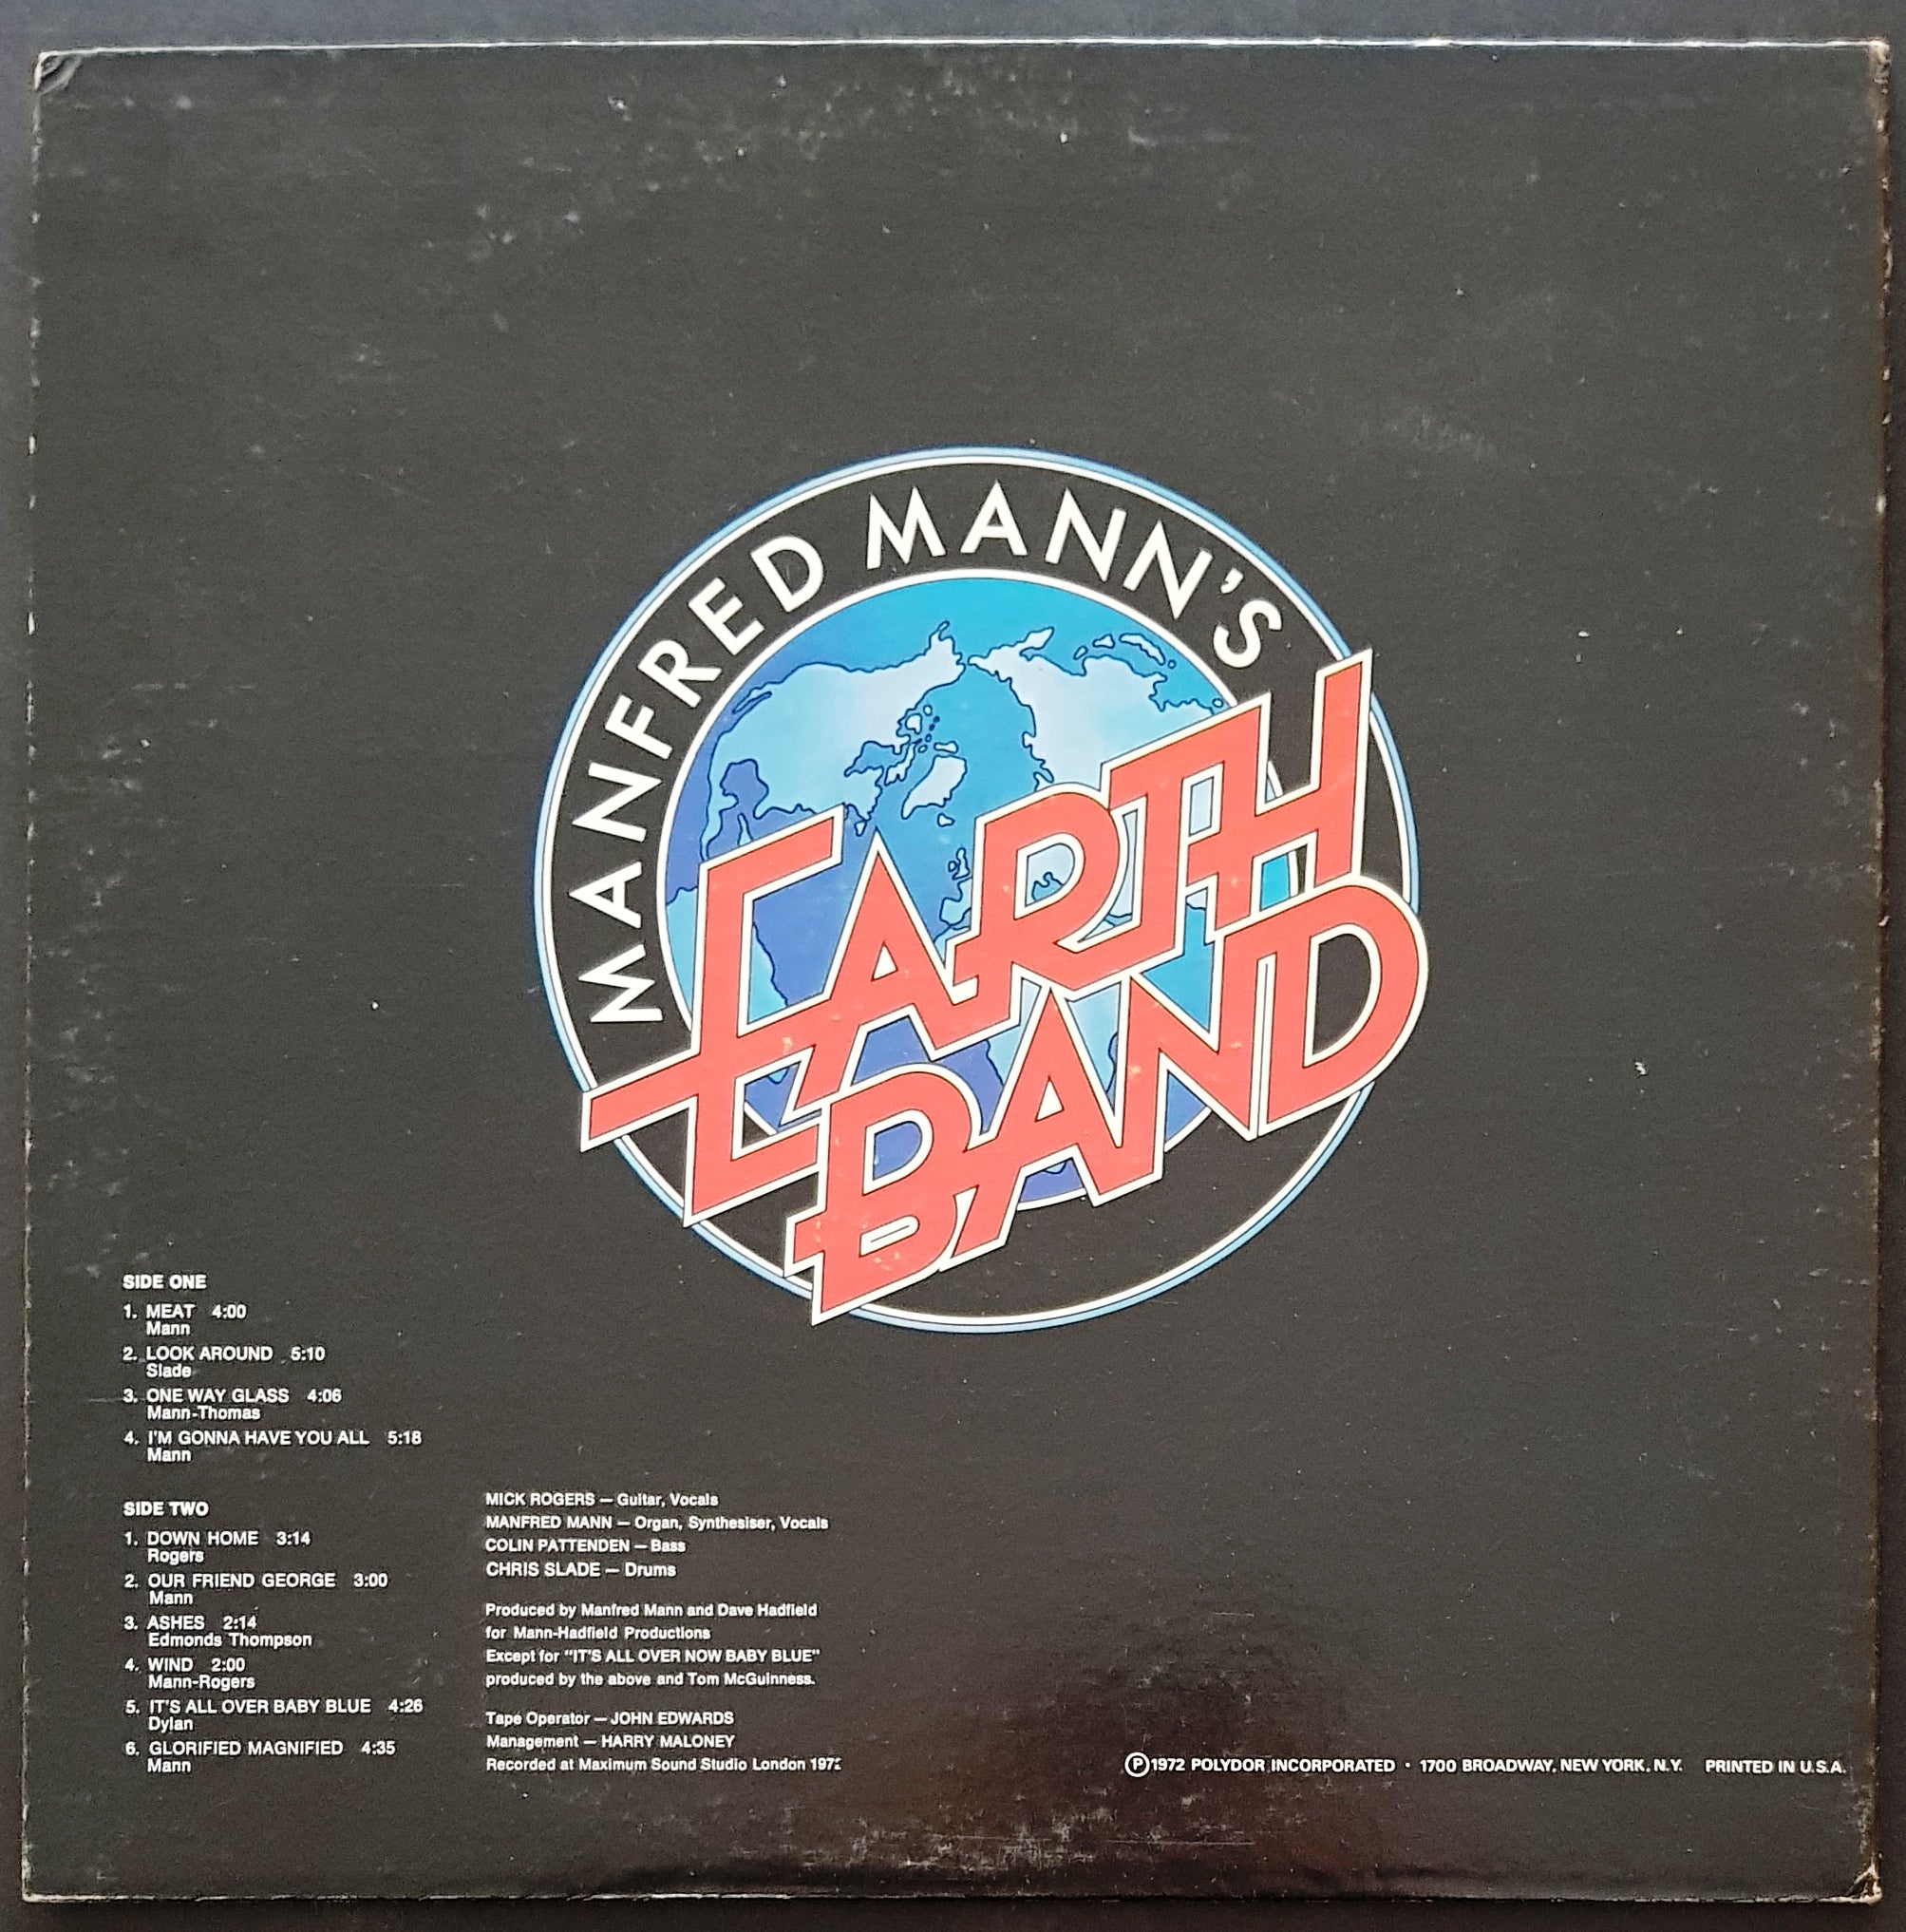 MANFRED MANN'S
EARTH
BAND
SIDE ONE
1. MEAT 4:00
Mann
2. LOOK AROUND 5:10
Slade
3. ONE WAY GLASS 4:06
Mann-Thomas
4. I'M GONNA HAVE YOU ALL 5:18
Mann
SIDE TWO
1. DOWN HOME 3:14
Rogers
2. OUR FRIEND GEORGE 3:00
Mann
3. ASHES 2:14
Edmonds Thompson
4. WIND 2:00
Mann-Rogers
5. IT'S ALL OVER BABY BLUE 4:26
Dylan
6. GLORIFIED MAGNIFIED 4:35
Mann
MICK ROGERS — Guitar, Vocals
MANFRED MANN — Organ, Synthesiser, Vocals
COLIN PATTENDEN — Bass
CHRIS SLADE — Drums
Produced by Manfred Mann and Dave Hadfield
for Mann-Hadfield Productions
Except for “IT'S ALL OVER NOW BABY BLUE”
produced by the above and Tom McGuinness.
Tape Operator — JOHN EDWARDS
Management — HARRY MALONEY
Recorded at Maximum Sound Studio London 1972
Ⓟ1972 POLYDOR INCORPORATED • 1700 BROADWAY, NEW YORK, N.Y. PRINTED IN U.S.A.